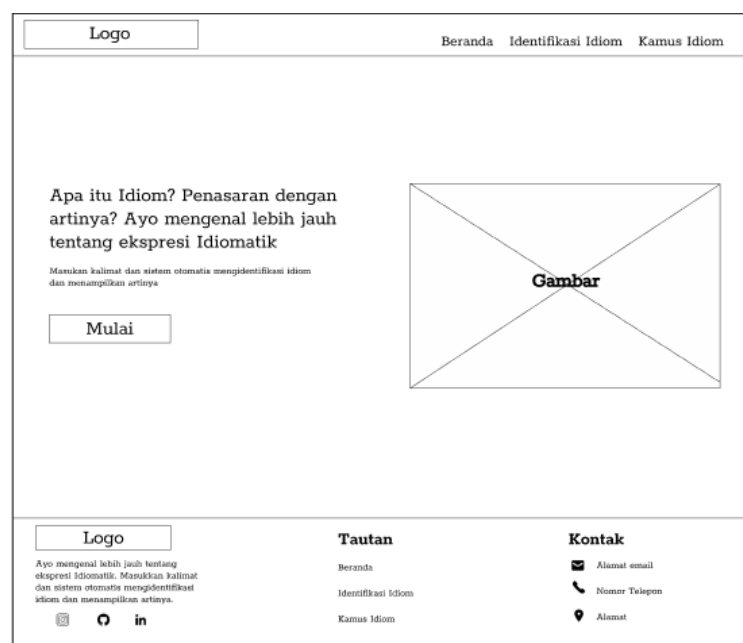 Logo
Beranda Identifikasi Idiom Kamus Idiom
Apa itu Idiom? Penasaran dengan
artinya? Ayo mengenal lebih jauh
tentang ekspresi Idiomatik
Masukan kalimat dan sistem otomatis mengidentifikasi idiom
dan menampilkan artinya
Mulai
Gambar
Logo
Ayo mengenal lebih jauh tentang
ekspresi Idiomatik. Masukkan kalimat
dan sistem otomatis mengidentifikasi
idiom dan menampilkan artinya.
in
Tautan
Beranda
Identifikasi Idiom
Kamus Idiom
Kontak
Alamat email
Nomor Telepon
Alamat